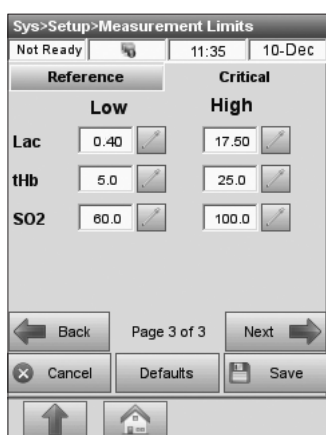 Sys>Setup>Measurement Limits
Not Ready 11:35 10-Dec
Reference Critical
Low High
Lac 0.40 17.50
tHb 5.0 25.0
SO2 60.0 100.0
Back Page 3 of 3 Next
Cancel Defaults Save